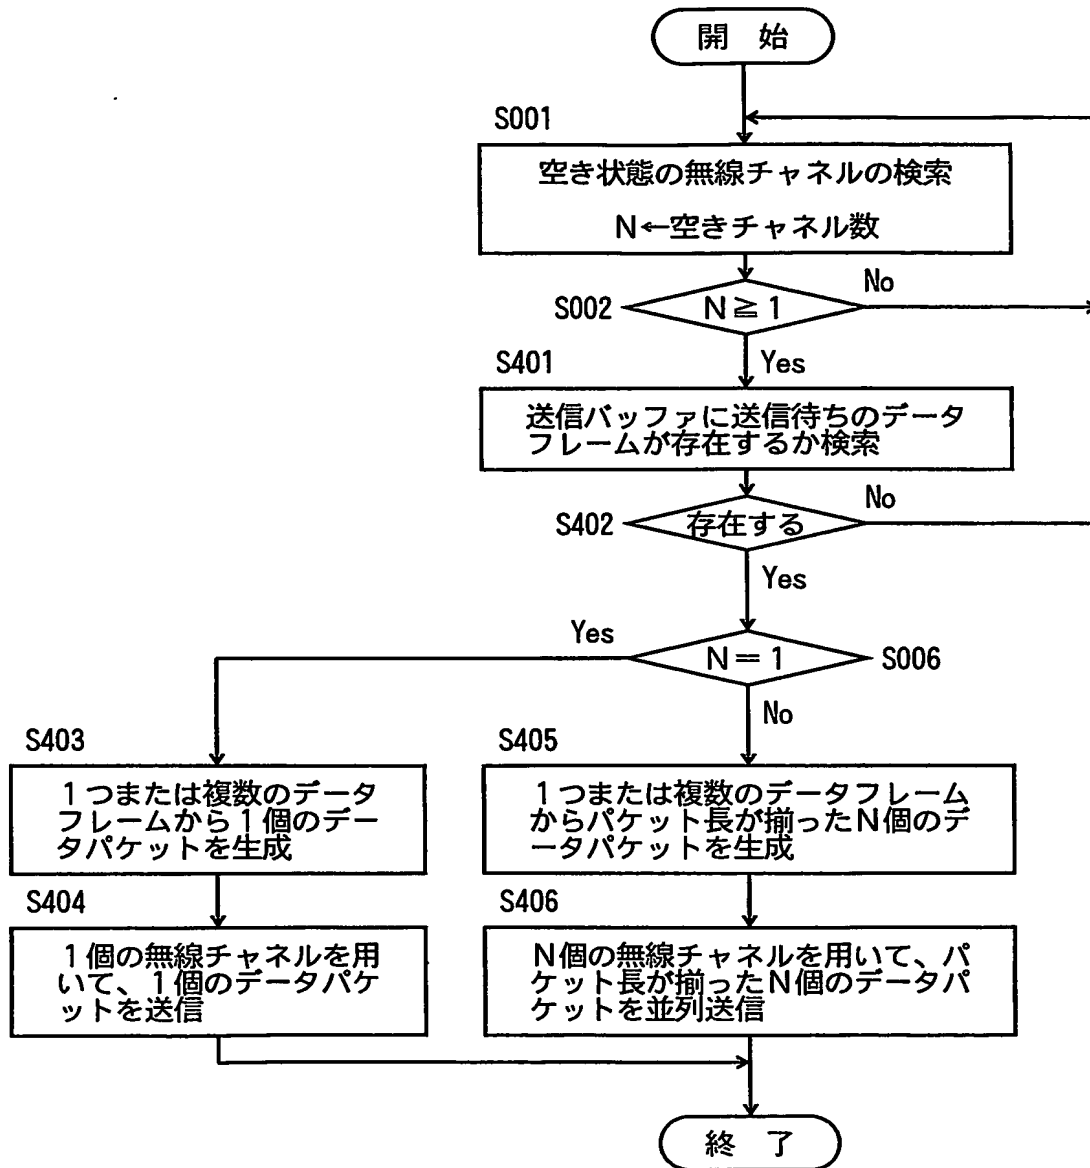 開 始
S001
空き状態の無線チャネルの検索
N←空きチャネル数
No
S002
N≧1
Yes
S401
送信バッファに送信待ちのデータ
フレームが存在するか検索
No
S402
存在する
Yes
Yes
N=1
S006
No
S403
1つまたは複数のデータ
フレームから1個のデー
タパケットを生成
S405
1つまたは複数のデータフレーム
からパケット長が揃ったN個のデ
ータパケットを生成
S404
1個の無線チャネルを用
いて、1個のデータパケ
ットを送信
S406
N個の無線チャネルを用いて、パ
ケット長が揃ったN個のデータパ
ケットを並列送信
終 了